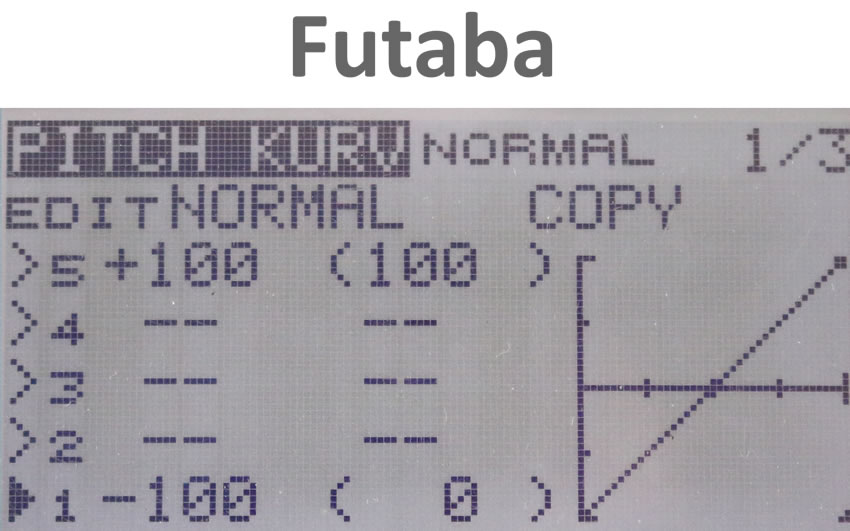 Futaba
PITCH KURV NORMAL 1/3
EDIT NORMAL COPY
>5 +100 (100 )
>4 -- --
>3 -- --
>2 -- --
▶1 -100 ( 0 )